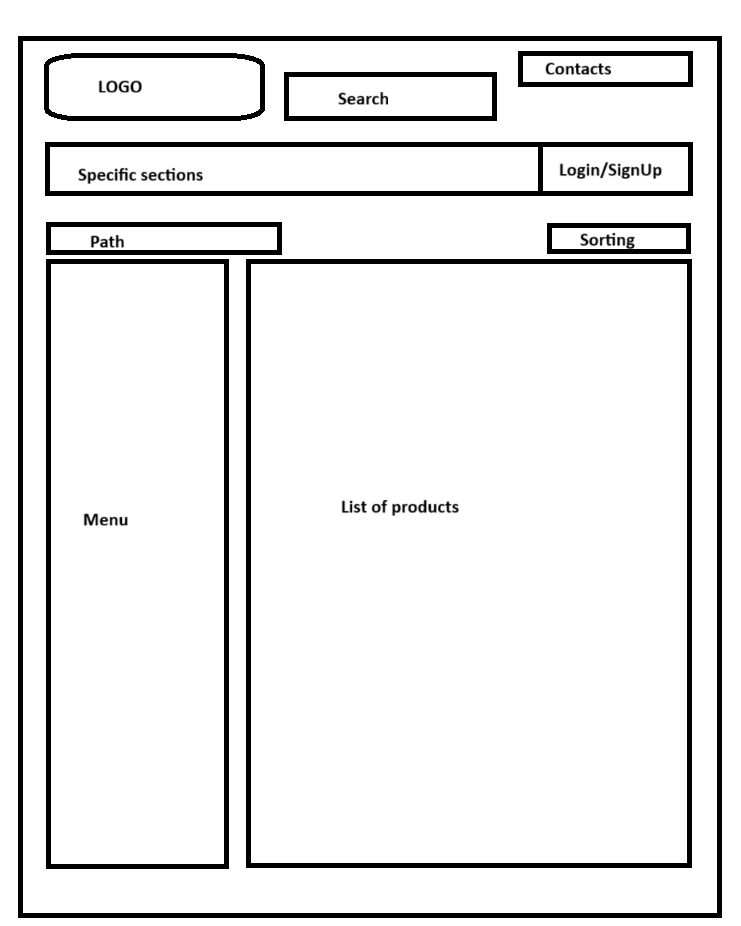 LOGO
Search
Contacts
Specific sections
Login/SignUp
Path
Sorting
Menu
List of products